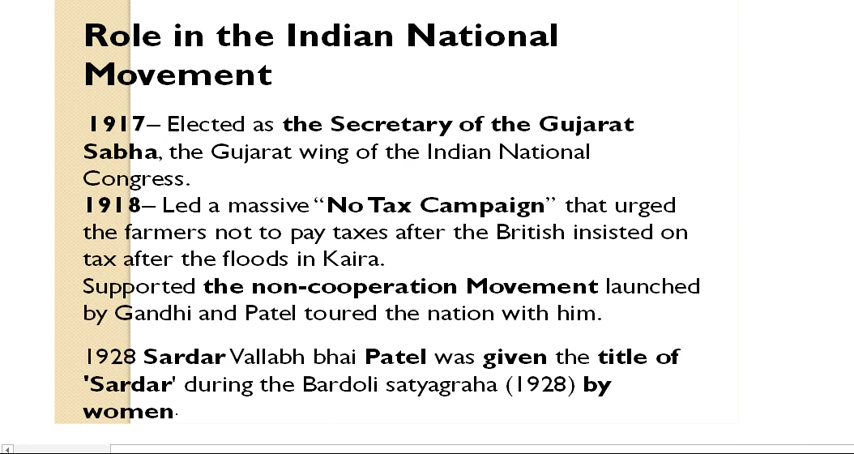 Role in the Indian National
Movement
1917– Elected as the Secretary of the Gujarat
Sabha, the Gujarat wing of the Indian National
Congress.
1918– Led a massive “No Tax Campaign” that urged
the farmers not to pay taxes after the British insisted on
tax after the floods in Kaira.
Supported the non-cooperation Movement launched
by Gandhi and Patel toured the nation with him.
1928 Sardar Vallabh bhai Patel was given the title of
'Sardar' during the Bardoli satyagraha (1928) by
women.